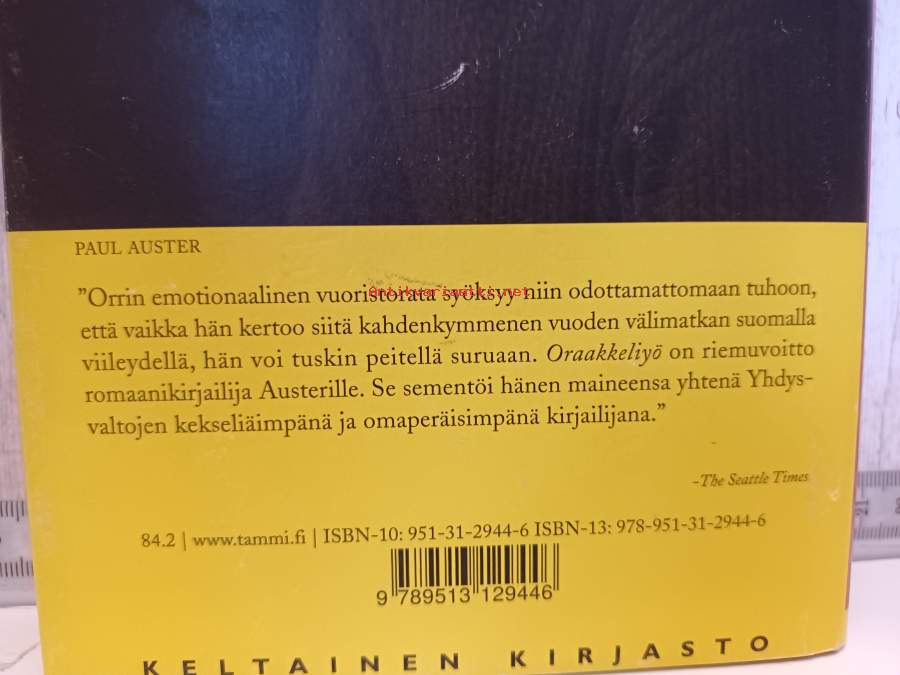 PAUL AUSTER
”Orrin emotionaalinen vuoristorata syöksyy niin odottamattomaan tuhoon,
Antikvariaatti.net
että vaikka hän kertoo siitä kahdenkymmenen vuoden välimatkan suomalla
viileydellä, hän voi tuskin peitellä suruaan. Oraakkeliyö on riemuvoitto
romaanikirjailija Austerille. Se sementöi hänen maineensa yhtenä Yhdys-
valtojen kekseliäimpänä ja omaperäisimpänä kirjailijana.”
–The Seattle Times
84.2 | www.tammi.fi | ISBN-10: 951-31-2944-6 ISBN-13: 978-951-31-2944-6
9 789513 129446
KELTAINEN KIRJASTO